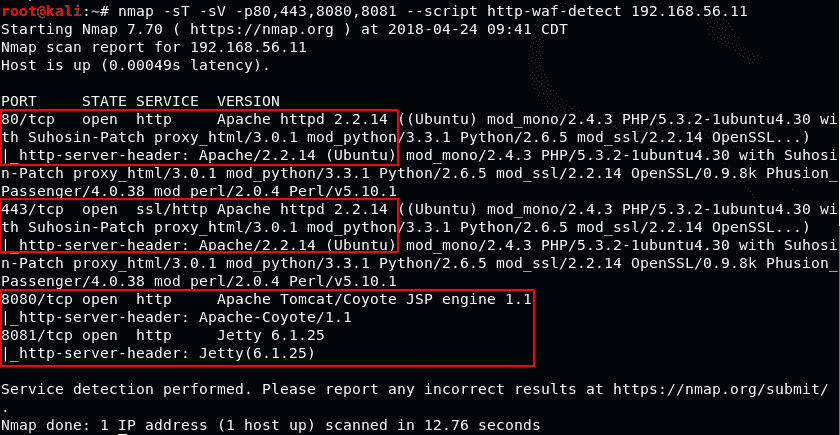 root@kali:~# nmap -sT -sV -p80,443,8080,8081 --script http-waf-detect 192.168.56.11
Starting Nmap 7.70 ( https://nmap.org ) at 2018-04-24 09:41 CDT
Nmap scan report for 192.168.56.11
Host is up (0.00049s latency).

PORT     STATE SERVICE  VERSION
80/tcp   open  http     Apache httpd 2.2.14 ((Ubuntu) mod_mono/2.4.3 PHP/5.3.2-1ubuntu4.30 wi
th Suhosin-Patch proxy_html/3.0.1 mod_python/3.3.1 Python/2.6.5 mod_ssl/2.2.14 OpenSSL...)
|_http-server-header: Apache/2.2.14 (Ubuntu) mod_mono/2.4.3 PHP/5.3.2-1ubuntu4.30 with Suhosi
n-Patch proxy_html/3.0.1 mod_python/3.3.1 Python/2.6.5 mod_ssl/2.2.14 OpenSSL/0.9.8k Phusion_
Passenger/4.0.38 mod_perl/2.0.4 Perl/v5.10.1
443/tcp  open  ssl/http Apache httpd 2.2.14 ((Ubuntu) mod_mono/2.4.3 PHP/5.3.2-1ubuntu4.30 wi
th Suhosin-Patch proxy_html/3.0.1 mod_python/3.3.1 Python/2.6.5 mod_ssl/2.2.14 OpenSSL...)
|_http-server-header: Apache/2.2.14 (Ubuntu) mod_mono/2.4.3 PHP/5.3.2-1ubuntu4.30 with Suhosi
n-Patch proxy_html/3.0.1 mod_python/3.3.1 Python/2.6.5 mod_ssl/2.2.14 OpenSSL/0.9.8k Phusion_
Passenger/4.0.38 mod_perl/2.0.4 Perl/v5.10.1
8080/tcp open  http     Apache Tomcat/Coyote JSP engine 1.1
|_http-server-header: Apache-Coyote/1.1
8081/tcp open  http     Jetty 6.1.25
|_http-server-header: Jetty(6.1.25)

Service detection performed. Please report any incorrect results at https://nmap.org/submit/
.
Nmap done: 1 IP address (1 host up) scanned in 12.76 seconds